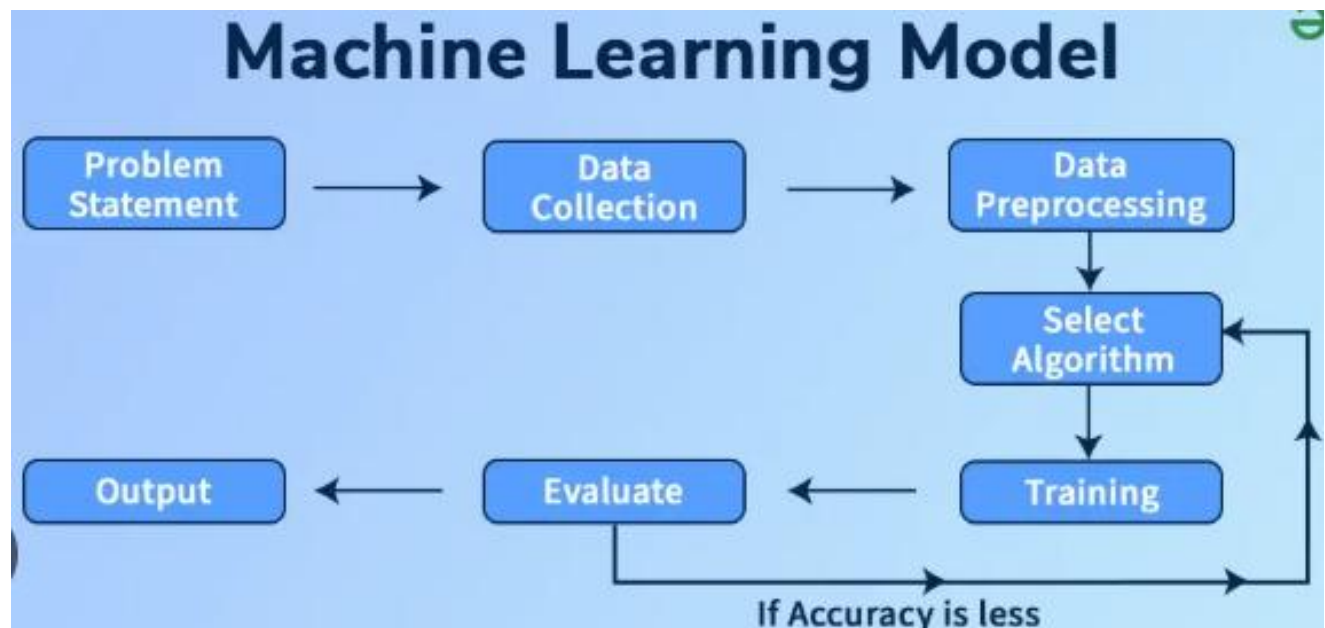 Machine Learning Model
Problem
Statement
Data
Collection
Data
Preprocessing
Select
Algorithm
Training
Evaluate
Output
If Accuracy is less